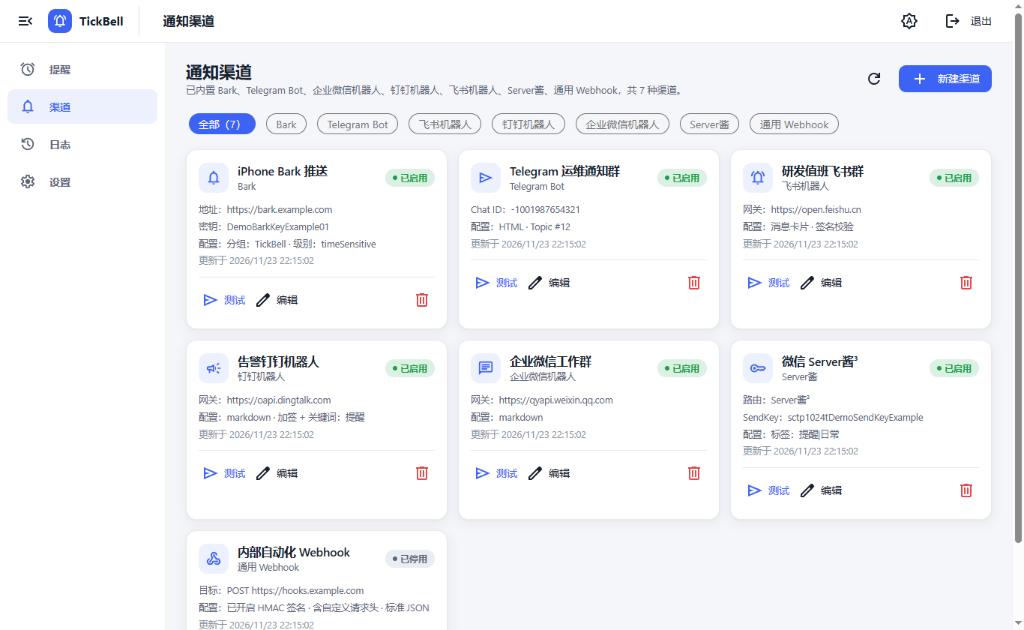 TickBell
通知渠道
退出
提醒
渠道
日志
设置
通知渠道
已内置 Bark、Telegram Bot、企业微信机器人、钉钉机器人、飞书机器人、Server酱、通用 Webhook，共 7 种渠道。
新建渠道
全部（7）
Bark
Telegram Bot
飞书机器人
钉钉机器人
企业微信机器人
Server酱
通用 Webhook
iPhone Bark 推送
Bark
已启用
地址：https://bark.example.com
密钥：DemoBarkKeyExample01
配置：分组：TickBell · 级别：timeSensitive
更新于 2026/11/23 22:15:02
测试
编辑
Telegram 运维通知群
Telegram Bot
已启用
Chat ID：-1001987654321
配置：HTML · Topic #12
更新于 2026/11/23 22:15:02
测试
编辑
研发值班飞书群
飞书机器人
已启用
网关：https://open.feishu.cn
配置：消息卡片 · 签名校验
更新于 2026/11/23 22:15:02
测试
编辑
告警钉钉机器人
钉钉机器人
已启用
网关：https://oapi.dingtalk.com
配置：markdown · 加签 + 关键词：提醒
更新于 2026/11/23 22:15:02
测试
编辑
企业微信工作群
企业微信机器人
已启用
网关：https://qyapi.weixin.qq.com
配置：markdown
更新于 2026/11/23 22:15:02
测试
编辑
微信 Server酱³
Server酱
已启用
路由：Server酱³
SendKey：sctp1024tDemoSendKeyExample
配置：标签：提醒|日常
更新于 2026/11/23 22:15:02
测试
编辑
内部自动化 Webhook
通用 Webhook
已停用
目标：POST https://hooks.example.com
配置：已开启 HMAC 签名 · 含自定义请求头 · 标准 JSON
更新于 2026/11/23 22:15:02